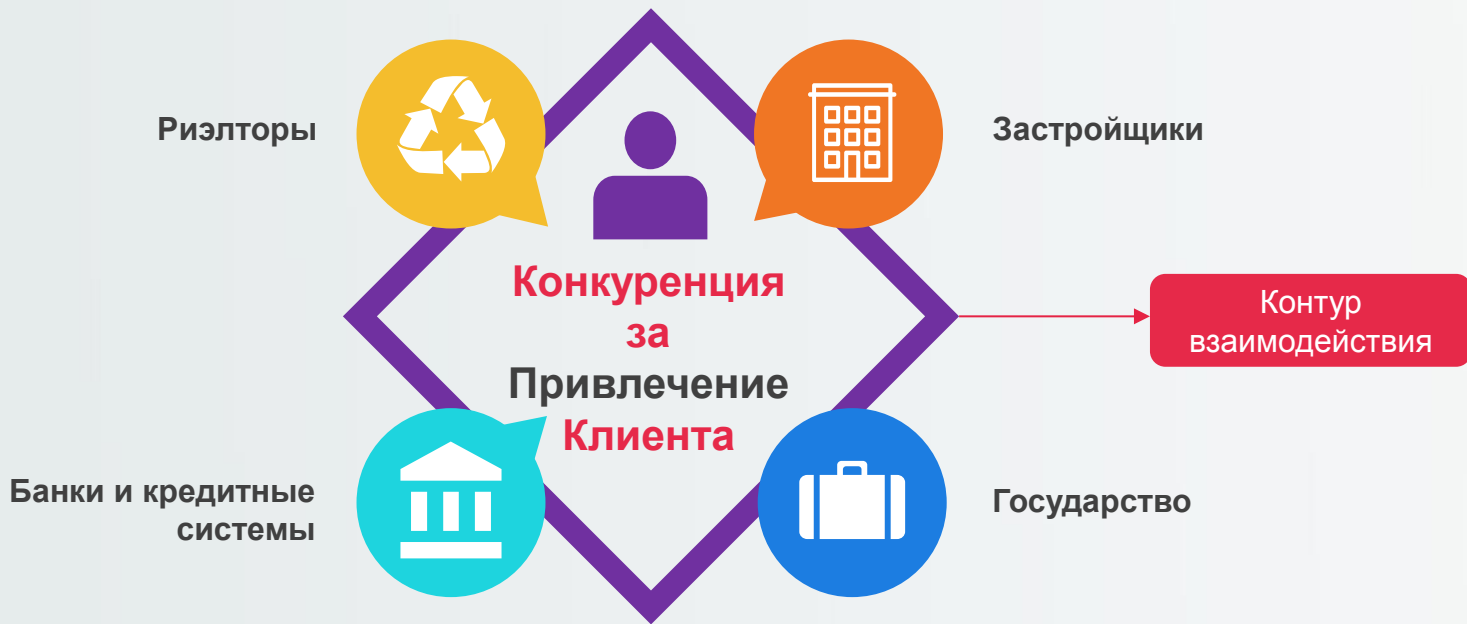 Риэлторы
Застройщики
Конкуренция
за
Привлечение
Клиента
Контур
взаимодействия
Банки и кредитные
системы
Государство